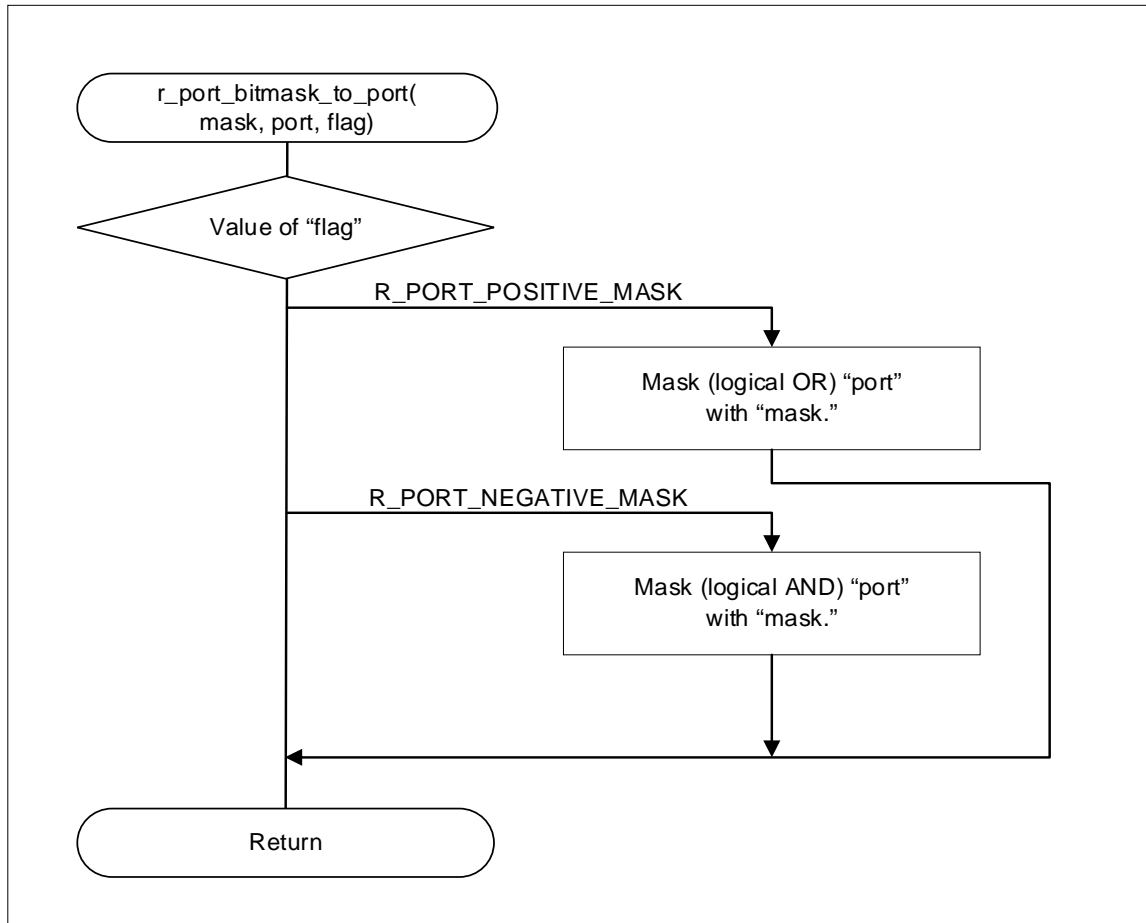 r_port_bitmask_to_port(
mask, port, flag)
Value of “flag”
R_PORT_POSITIVE_MASK
Mask (logical OR) “port”
with “mask.”
R_PORT_NEGATIVE_MASK
Mask (logical AND) “port”
with “mask.”
Return